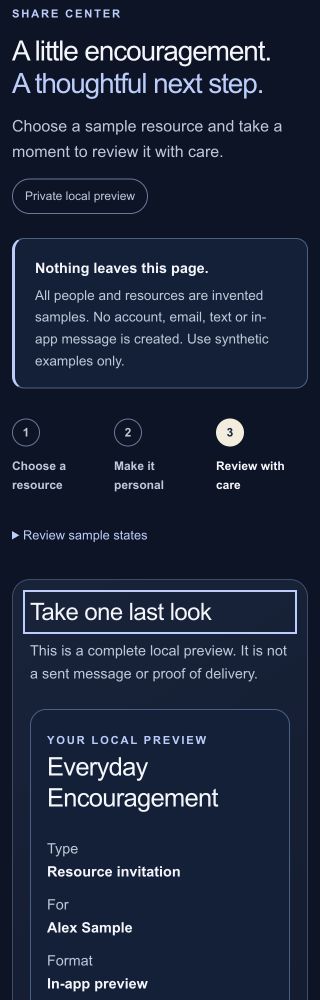 SHARE CENTER
A little encouragement.
A thoughtful next step.
Choose a sample resource and take a
moment to review it with care.
Private local preview
Nothing leaves this page.
All people and resources are invented
samples. No account, email, text or in-
app message is created. Use synthetic
examples only.
1
2
3
Choose a
resource
Make it
personal
Review with
care
Review sample states
Take one last look
This is a complete local preview. It is not
a sent message or proof of delivery.
YOUR LOCAL PREVIEW
Everyday
Encouragement
Type
Resource invitation
For
Alex Sample
Format
In-app preview